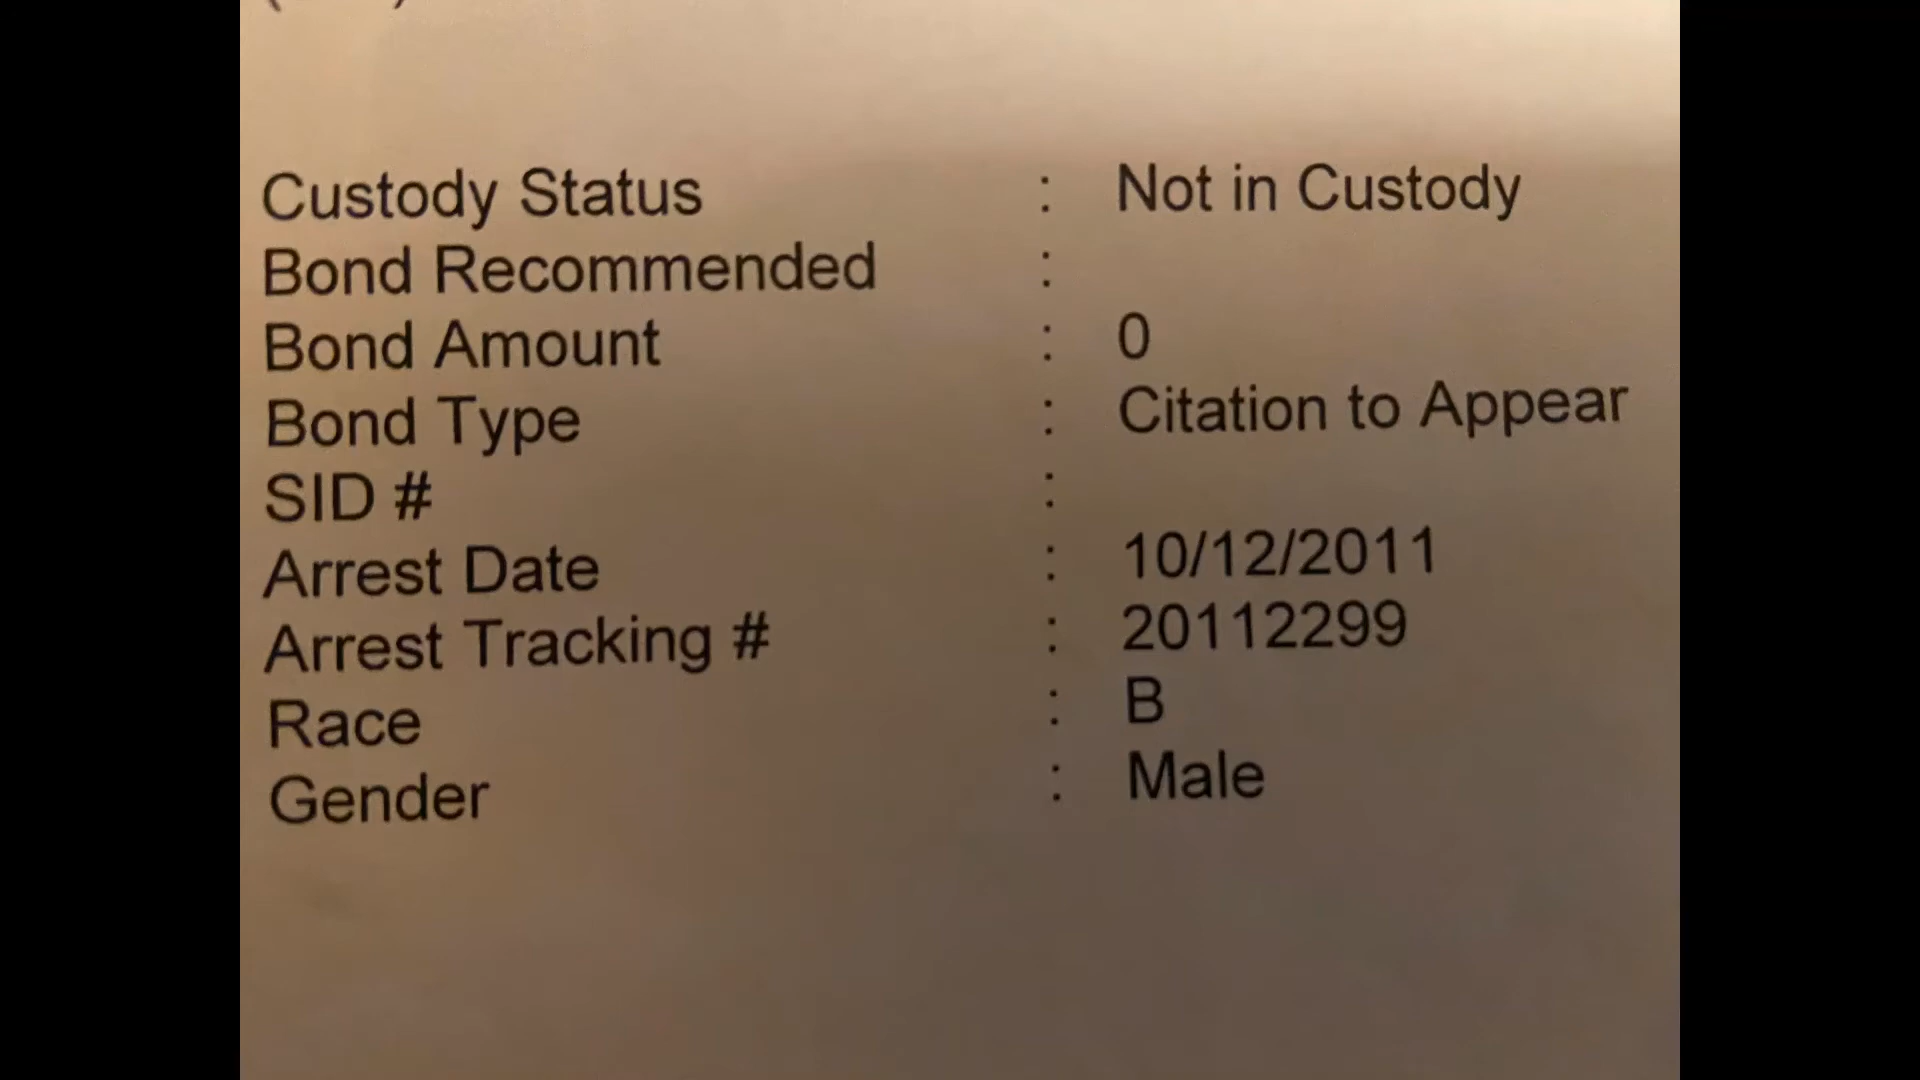 Custody Status : Not in Custody
Bond Recommended :
Bond Amount : 0
Bond Type : Citation to Appear
SID # :
Arrest Date : 10/12/2011
Arrest Tracking # : 20112299
Race : B
Gender : Male